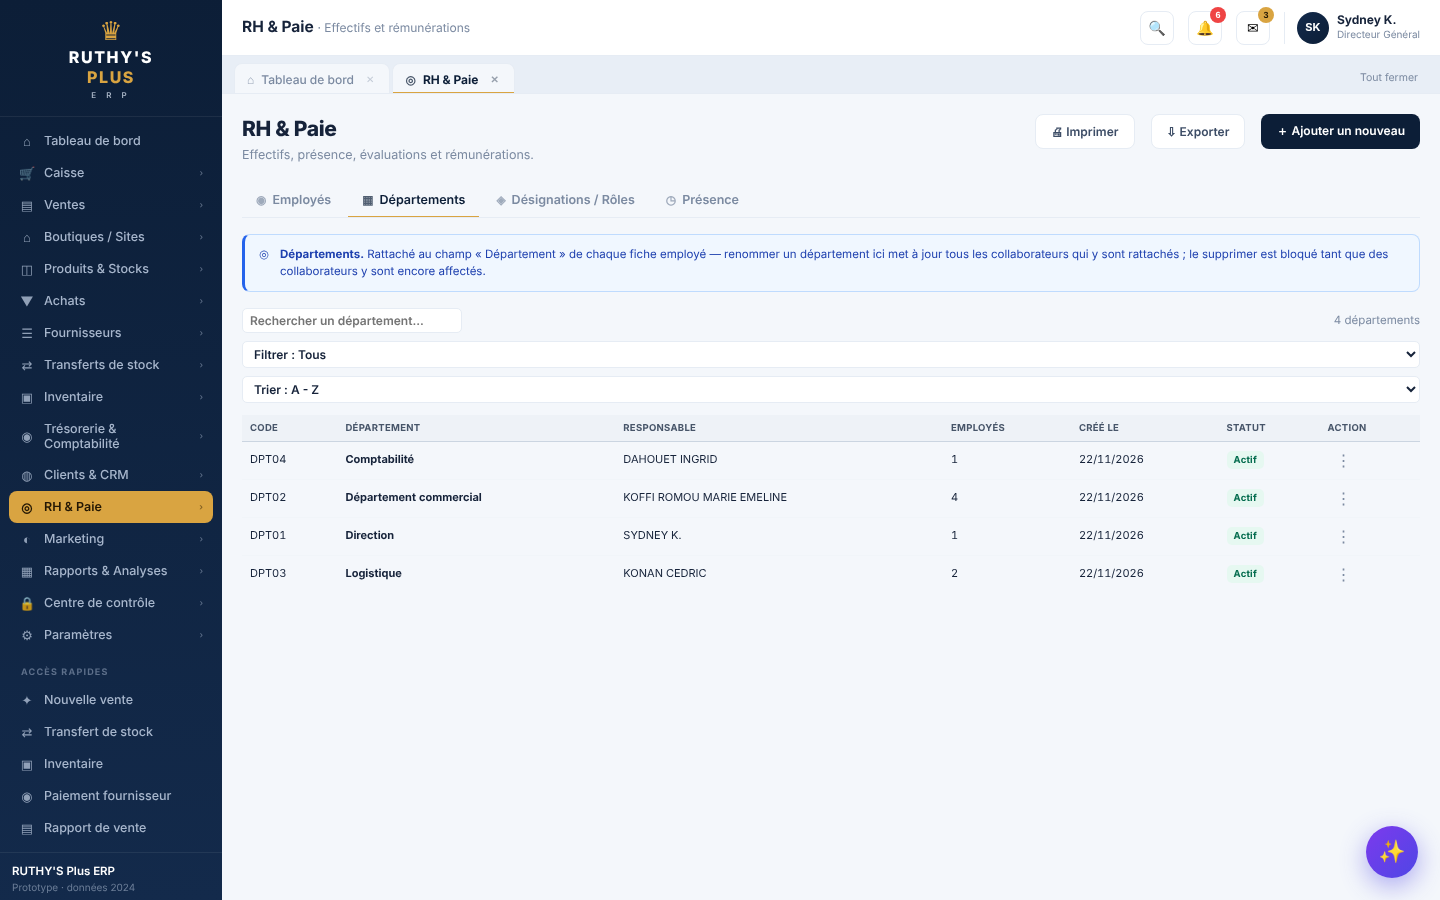 RUTHY'S
PLUS
ERP
Tableau de bord
Caisse
Ventes
Boutiques / Sites
Produits & Stocks
Achats
Fournisseurs
Transferts de stock
Inventaire
Trésorerie &
Comptabilité
Clients & CRM
RH & Paie
Marketing
Rapports & Analyses
Centre de contrôle
Paramètres
ACCÈS RAPIDES
Nouvelle vente
Transfert de stock
Inventaire
Paiement fournisseur
Rapport de vente
RUTHY'S Plus ERP
Prototype · données 2024
RH & Paie · Effectifs et rémunérations
6
3
SK
Sydney K.
Directeur Général
Tableau de bord ×
RH & Paie ×
Tout fermer
RH & Paie
Effectifs, présence, évaluations et rémunérations.
Imprimer
Exporter
+ Ajouter un nouveau
Employés
Départements
Désignations / Rôles
Présence
Départements. Rattaché au champ « Département » de chaque fiche employé — renommer un département ici met à jour tous les collaborateurs qui y sont rattachés ; le supprimer est bloqué tant que des
collaborateurs y sont encore affectés.
Rechercher un département...
4 départements
Filtrer : Tous
Trier : A - Z
CODE DÉPARTEMENT RESPONSABLE EMPLOYÉS CRÉÉ LE STATUT ACTION
DPT04 Comptabilité DAHOUET INGRID 1 22/11/2026 Actif
DPT02 Département commercial KOFFI ROMOU MARIE EMELINE 4 22/11/2026 Actif
DPT01 Direction SYDNEY K. 1 22/11/2026 Actif
DPT03 Logistique KONAN CEDRIC 2 22/11/2026 Actif